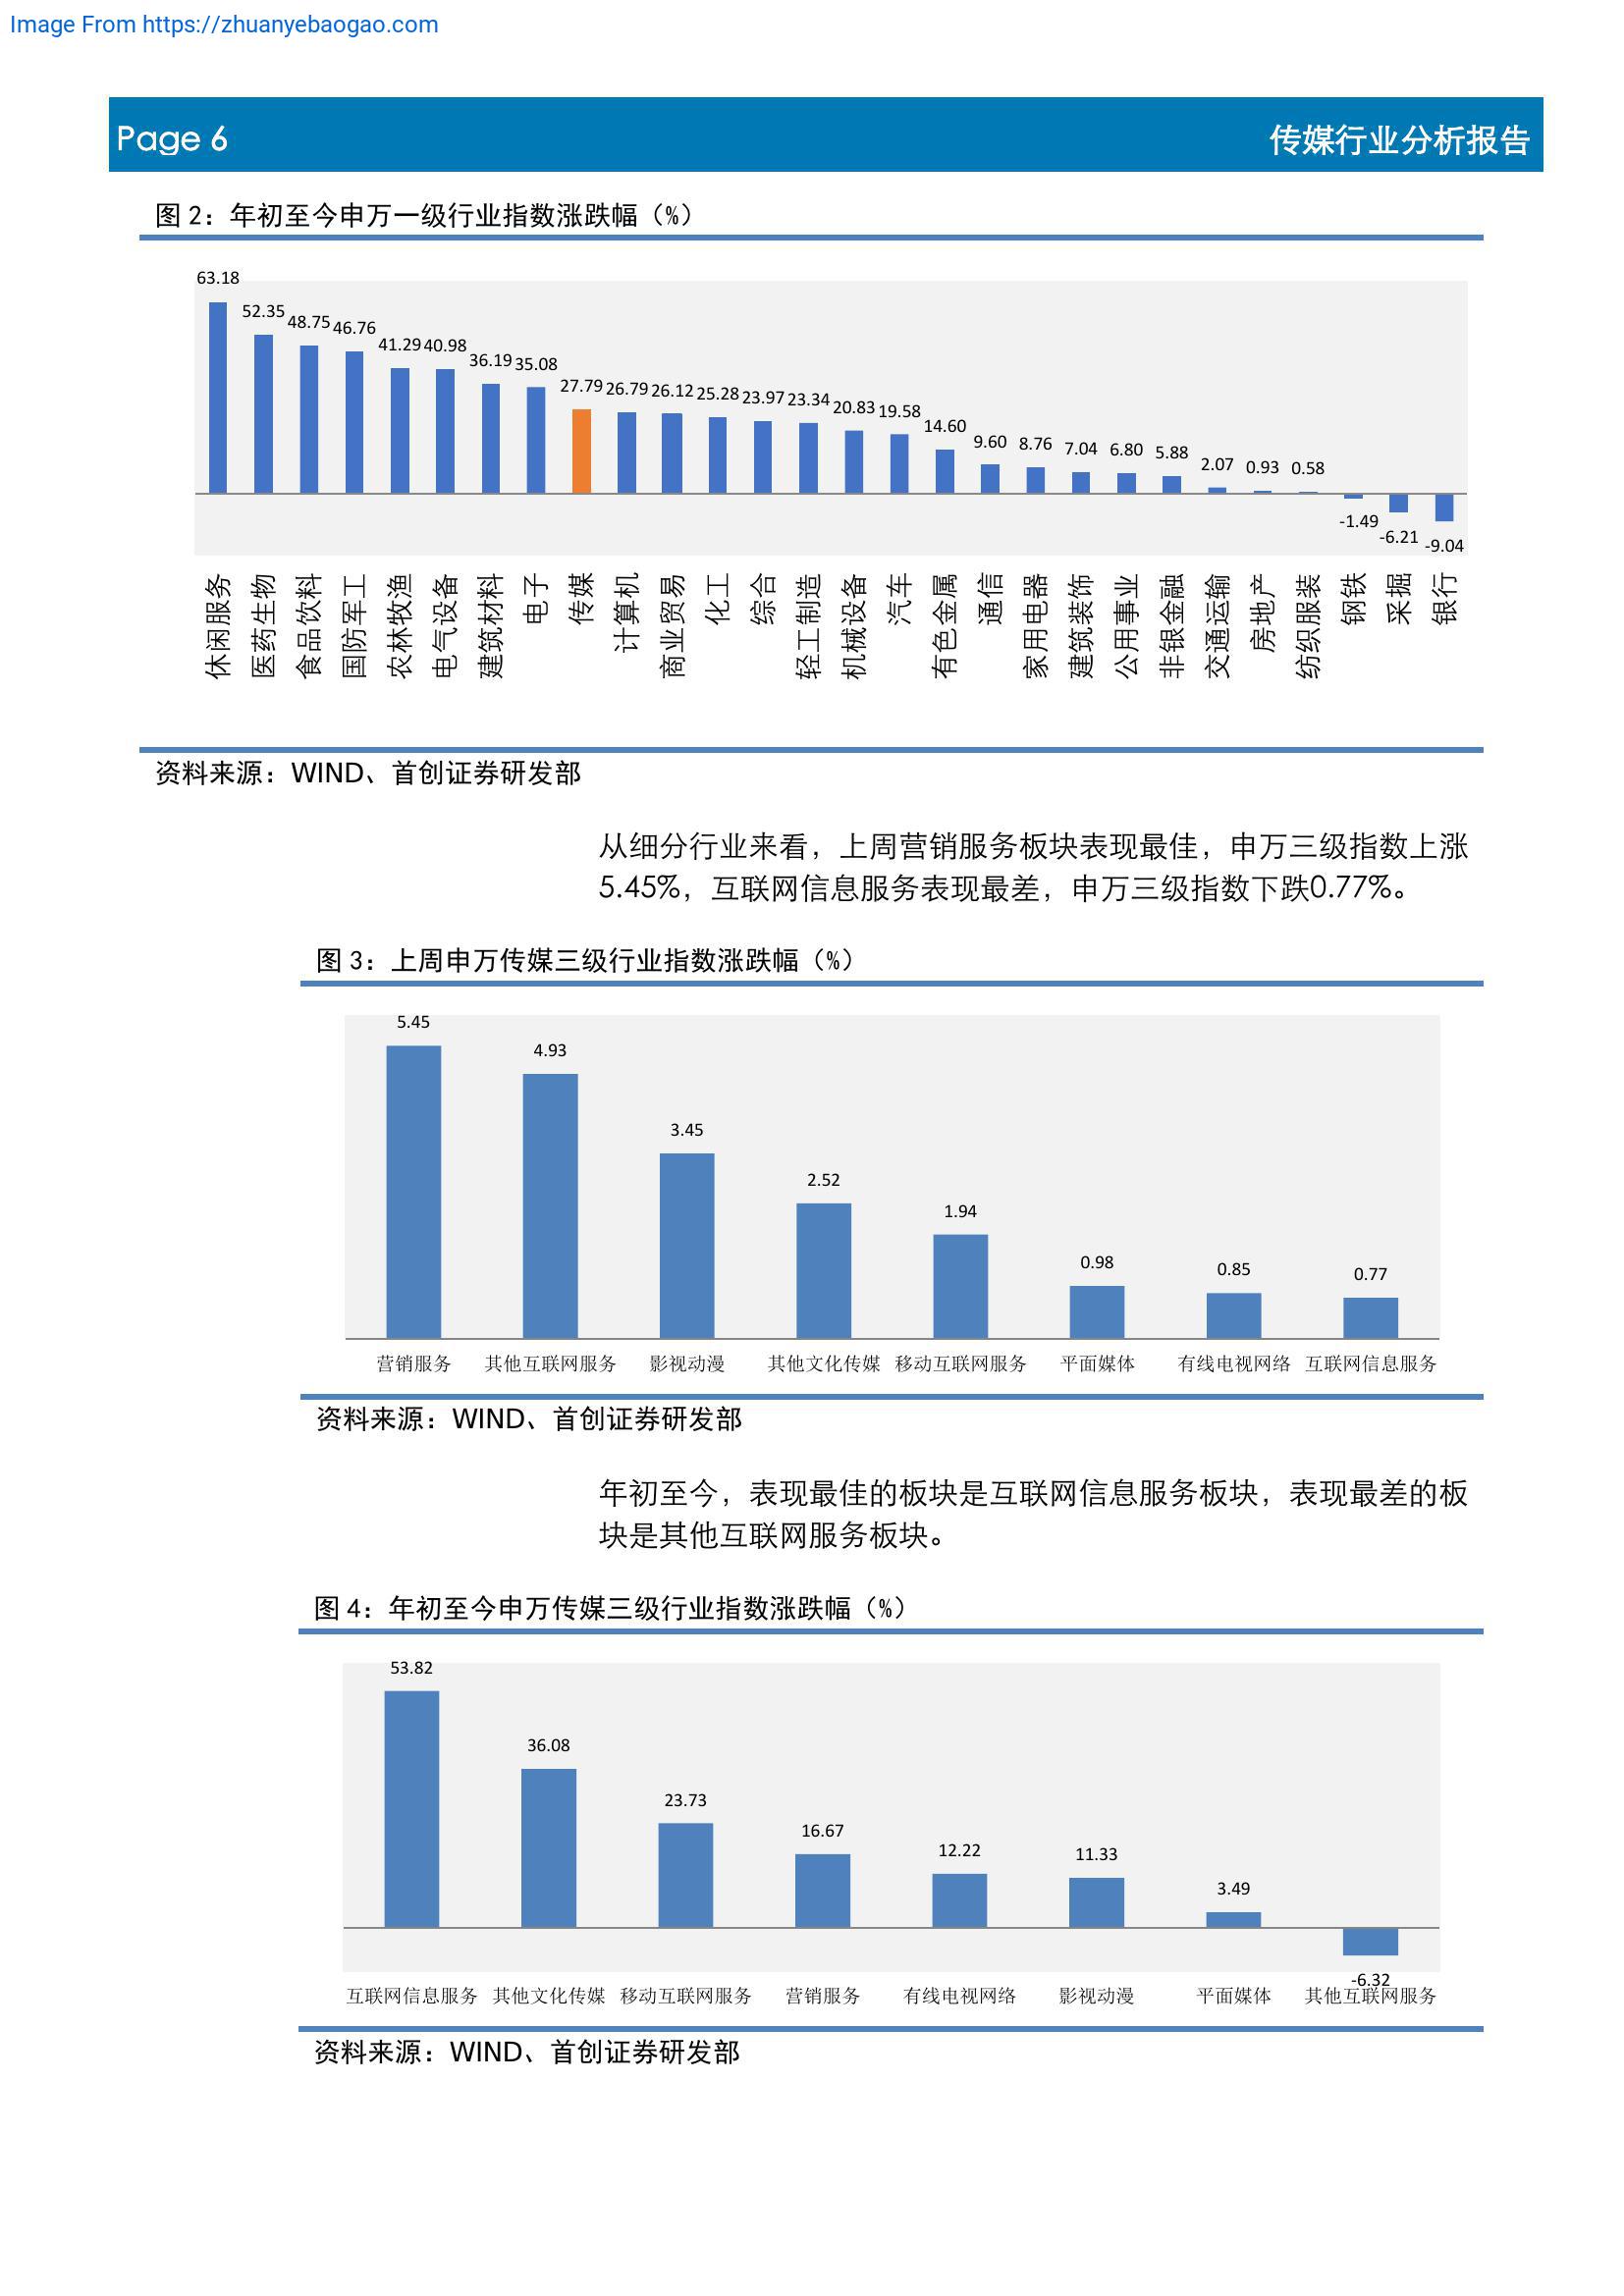 Image From https://zhuanyebaogao.com
Page 6 传媒行业分析报告
图 2：年初至今申万一级行业指数涨跌幅（%）
63.18 52.35 48.75 46.76 41.29 40.98 36.19 35.08 27.79 26.79 26.12 25.28 23.97 23.34 20.83 19.58 14.60 9.60 8.76 7.04 6.80 5.88 2.07 0.93 0.58 -1.49 -6.21 -9.04
休闲服务 医药生物 食品饮料 国防军工 农林牧渔 电气设备 建筑材料 电子 传媒 计算机 商业贸易 化工 综合 轻工制造 机械设备 汽车 有色金属 通信 家用电器 建筑装饰 公用事业 非银金融 交通运输 房地产 纺织服装 钢铁 采掘 银行
资料来源：WIND、首创证券研发部
从细分行业来看，上周营销服务板块表现最佳，申万三级指数上涨
5.45%，互联网信息服务表现最差，申万三级指数下跌0.77%。
图 3：上周申万传媒三级行业指数涨跌幅（%）
5.45 4.93 3.45 2.52 1.94 0.98 0.85 0.77
营销服务 其他互联网服务 影视动漫 其他文化传媒 移动互联网服务 平面媒体 有线电视网络 互联网信息服务
资料来源：WIND、首创证券研发部
年初至今，表现最佳的板块是互联网信息服务板块，表现最差的板
块是其他互联网服务板块。
图 4：年初至今申万传媒三级行业指数涨跌幅（%）
53.82 36.08 23.73 16.67 12.22 11.33 3.49 -6.32
互联网信息服务 其他文化传媒 移动互联网服务 营销服务 有线电视网络 影视动漫 平面媒体 其他互联网服务
资料来源：WIND、首创证券研发部